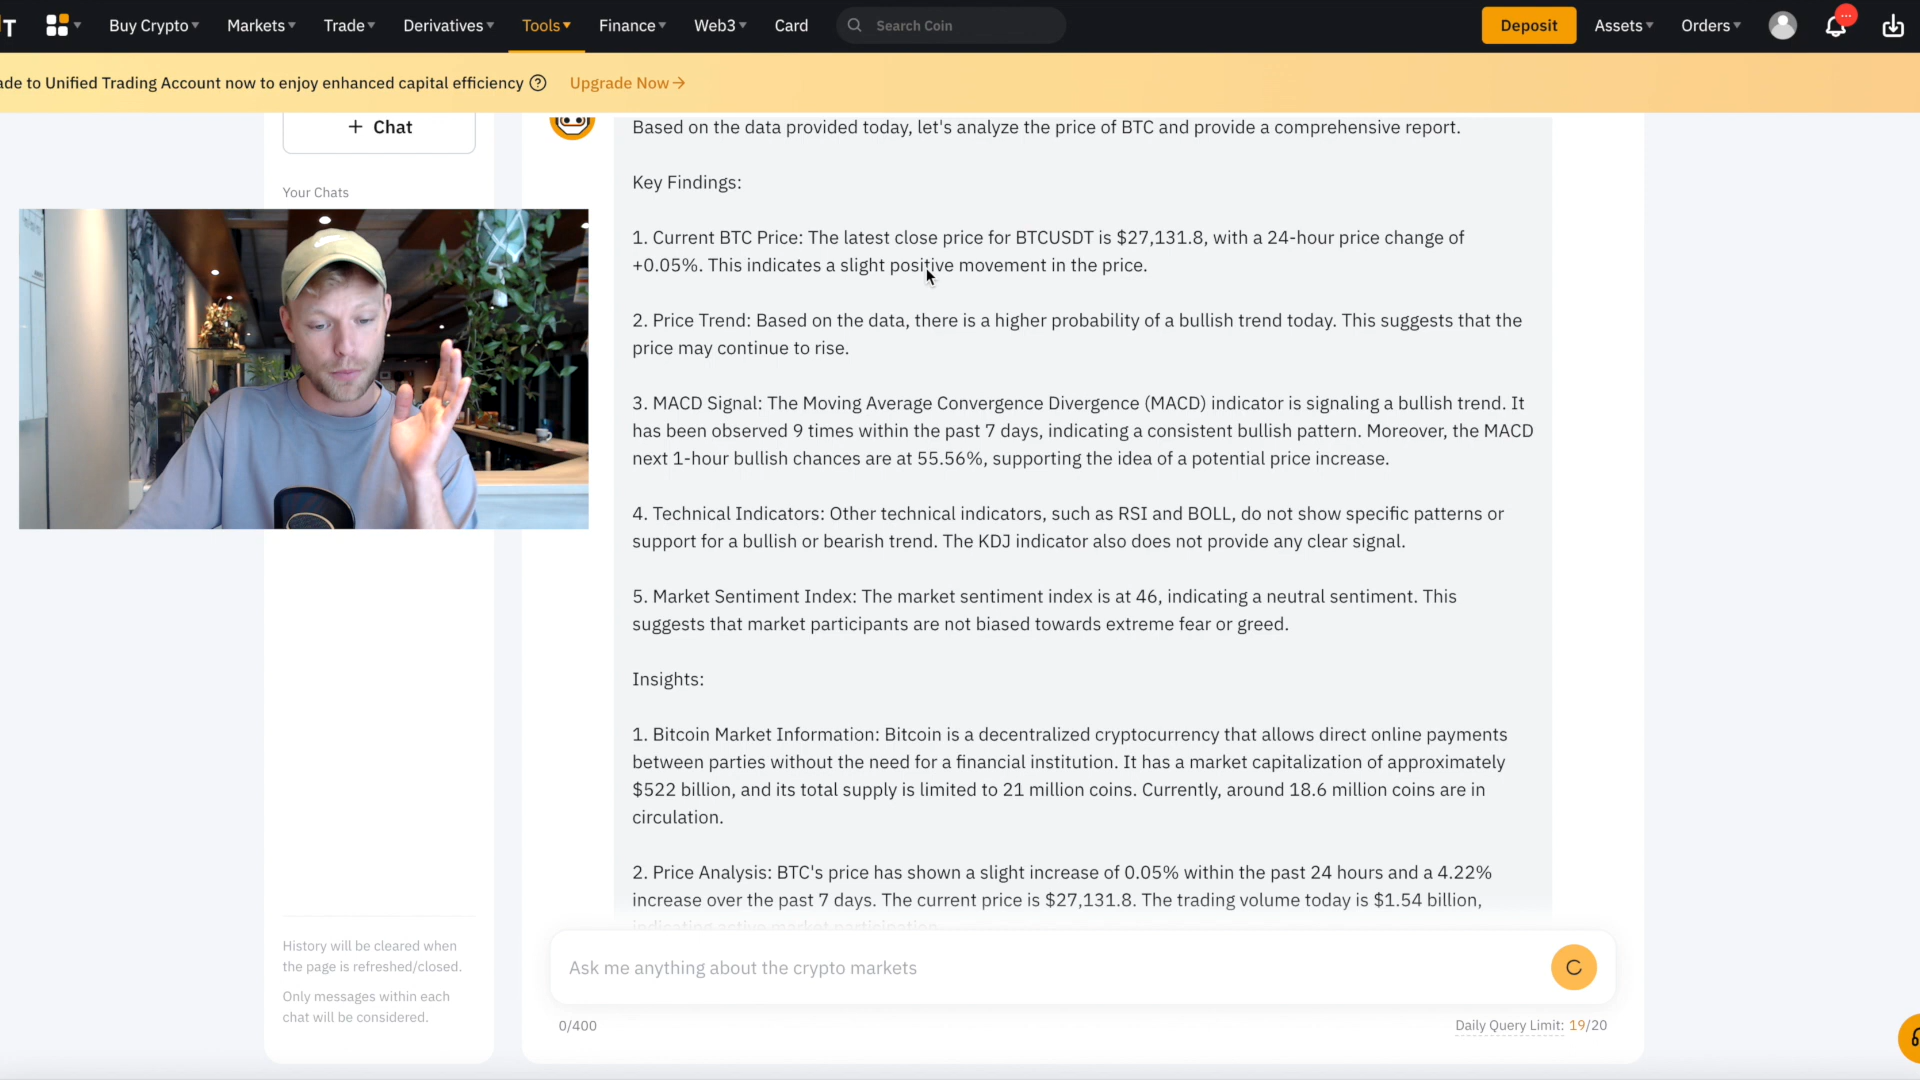 T Buy Crypto Markets Trade Derivatives Tools Finance Web3 Card Search Coin Deposit Assets Orders
ade to Unified Trading Account now to enjoy enhanced capital efficiency ? Upgrade Now →
+ Chat
Your Chats
History will be cleared when
the page is refreshed/closed.
Only messages within each
chat will be considered.
Based on the data provided today, let's analyze the price of BTC and provide a comprehensive report.
Key Findings:
1. Current BTC Price: The latest close price for BTCUSDT is $27,131.8, with a 24-hour price change of
+0.05%. This indicates a slight positive movement in the price.
2. Price Trend: Based on the data, there is a higher probability of a bullish trend today. This suggests that the
price may continue to rise.
3. MACD Signal: The Moving Average Convergence Divergence (MACD) indicator is signaling a bullish trend. It
has been observed 9 times within the past 7 days, indicating a consistent bullish pattern. Moreover, the MACD
next 1-hour bullish chances are at 55.56%, supporting the idea of a potential price increase.
4. Technical Indicators: Other technical indicators, such as RSI and BOLL, do not show specific patterns or
support for a bullish or bearish trend. The KDJ indicator also does not provide any clear signal.
5. Market Sentiment Index: The market sentiment index is at 46, indicating a neutral sentiment. This
suggests that market participants are not biased towards extreme fear or greed.
Insights:
1. Bitcoin Market Information: Bitcoin is a decentralized cryptocurrency that allows direct online payments
between parties without the need for a financial institution. It has a market capitalization of approximately
$522 billion, and its total supply is limited to 21 million coins. Currently, around 18.6 million coins are in
circulation.
2. Price Analysis: BTC's price has shown a slight increase of 0.05% within the past 24 hours and a 4.22%
increase over the past 7 days. The current price is $27,131.8. The trading volume today is $1.54 billion,
indicating active market participation.
Ask me anything about the crypto markets
0/400
Daily Query Limit: 19/20